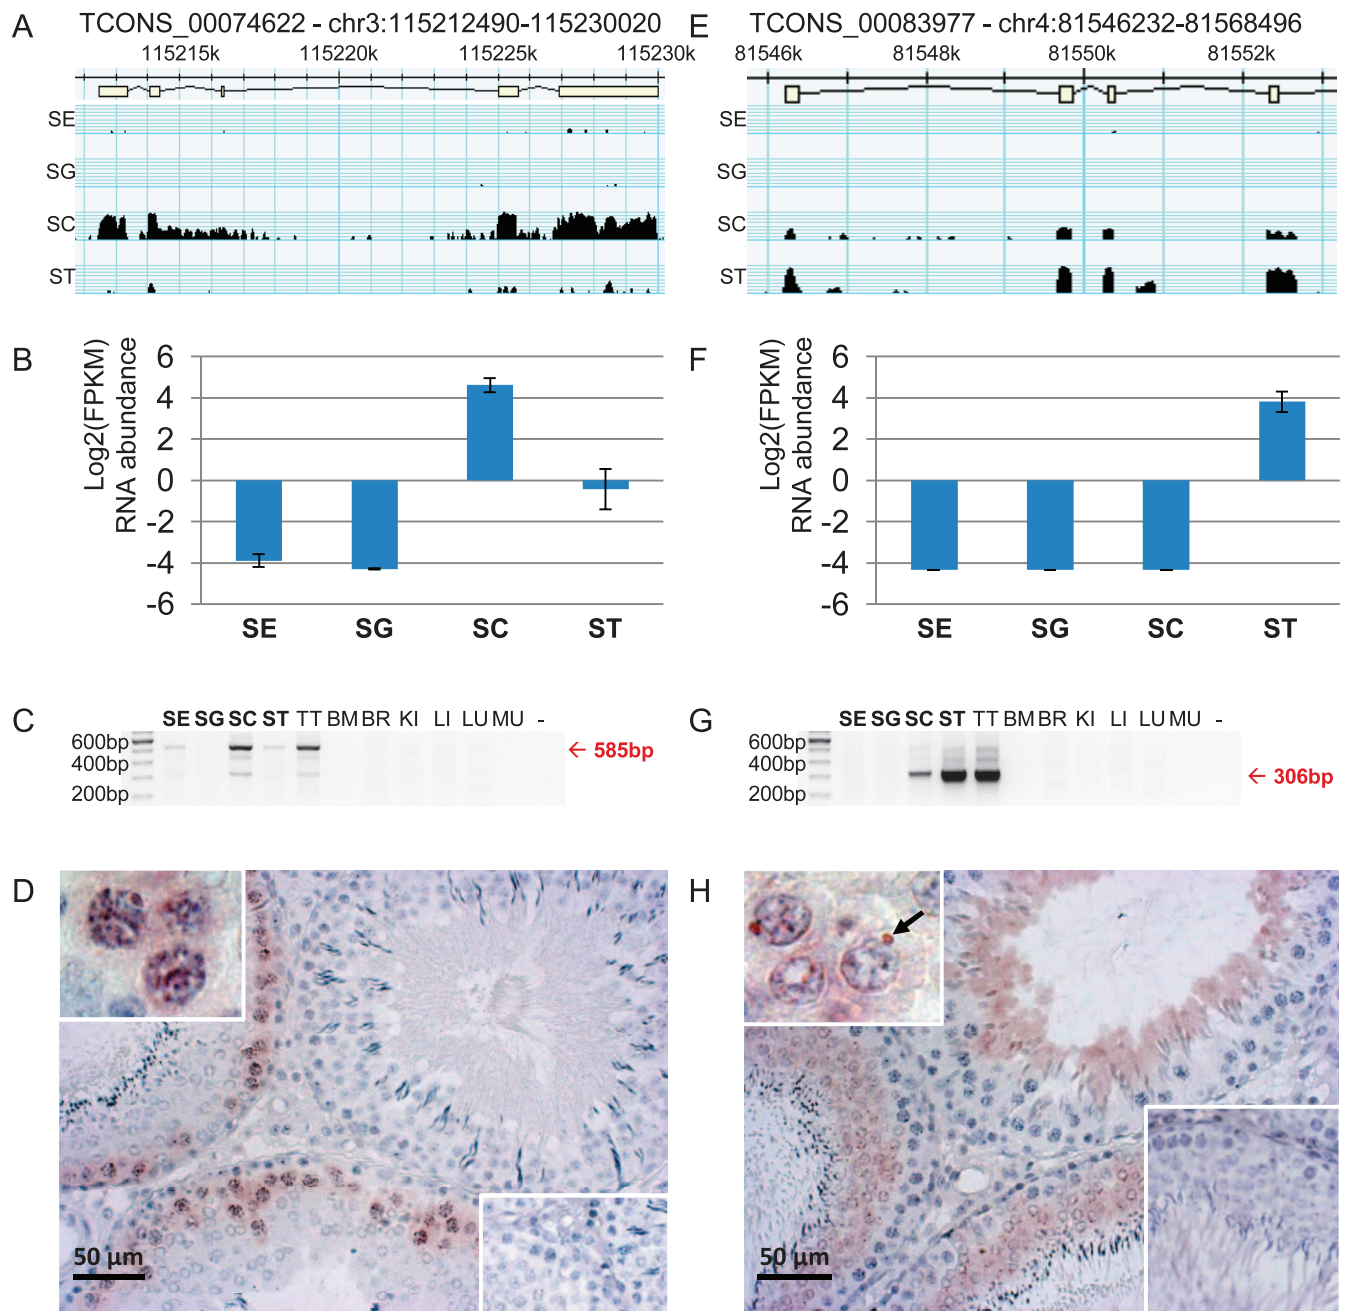 A TCONS_00074622 - chr3:115212490-115230020
115215k 115220k 115225k 115230k
SE
SG
SC
ST
E TCONS_00083977 - chr4:81546232-81568496
81546k 81548k 81550k 81552k
SE
SG
SC
ST
B
Log2(FPKM)
RNA abundance
6
4
2
0
-2
-4
-6
SE SG SC ST
F
Log2(FPKM)
RNA abundance
6
4
2
0
-2
-4
-6
SE SG SC ST
C SE SG SC ST TT BM BR KI LI LU MU -
600bp
400bp
200bp
← 585bp
G SE SG SC ST TT BM BR KI LI LU MU -
600bp
400bp
200bp
← 306bp
D
50 µm
H
50 µm